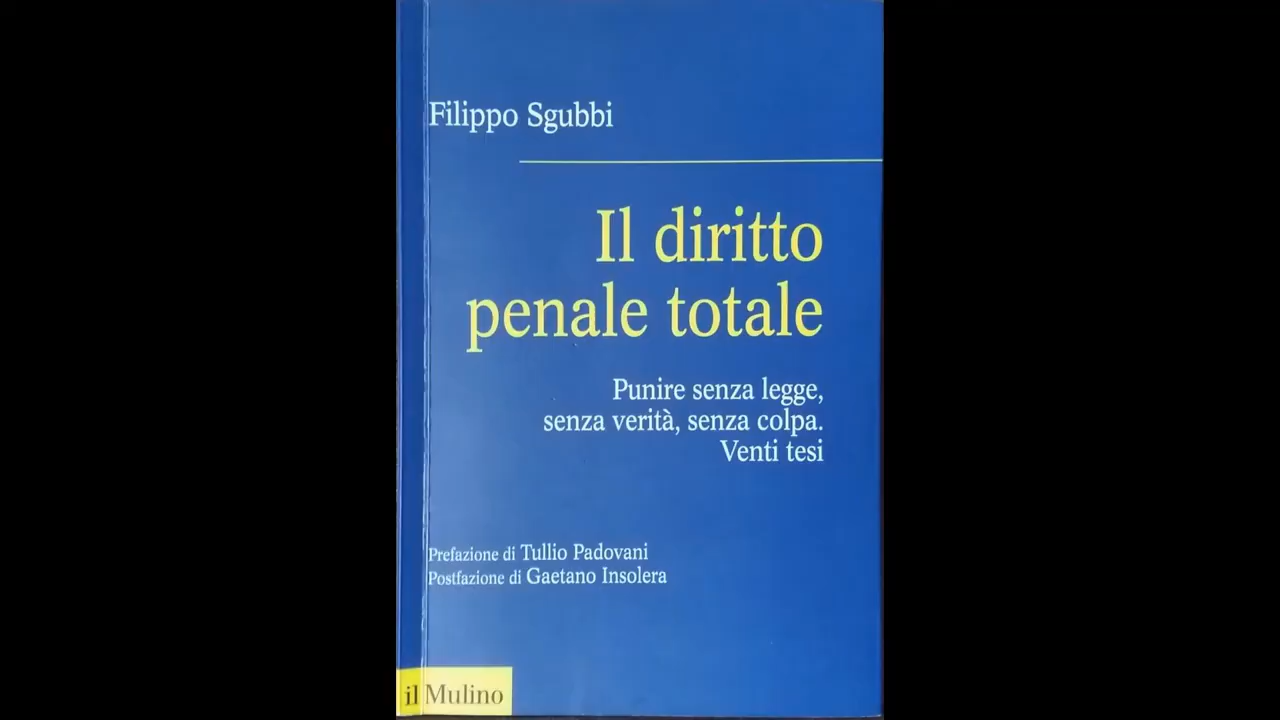 Filippo Sgubbi
Il diritto
penale totale
Punire senza legge,
senza verità, senza colpa.
Venti tesi
Prefazione di Tullio Padovani
Postfazione di Gaetano Insolera
il Mulino